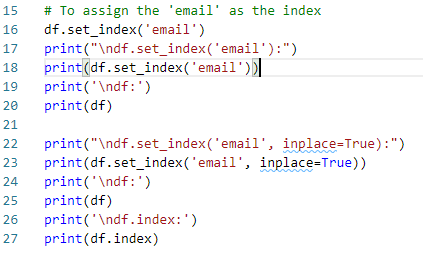 15 # To assign the 'email' as the index
16 df.set_index('email')
17 print("\ndf.set_index('email'):")
18 print(df.set_index('email'))
19 print('\ndf:')
20 print(df)
21
22 print("\ndf.set_index('email', inplace=True):")
23 print(df.set_index('email', inplace=True))
24 print('\ndf:')
25 print(df)
26 print('\ndf.index:')
27 print(df.index)